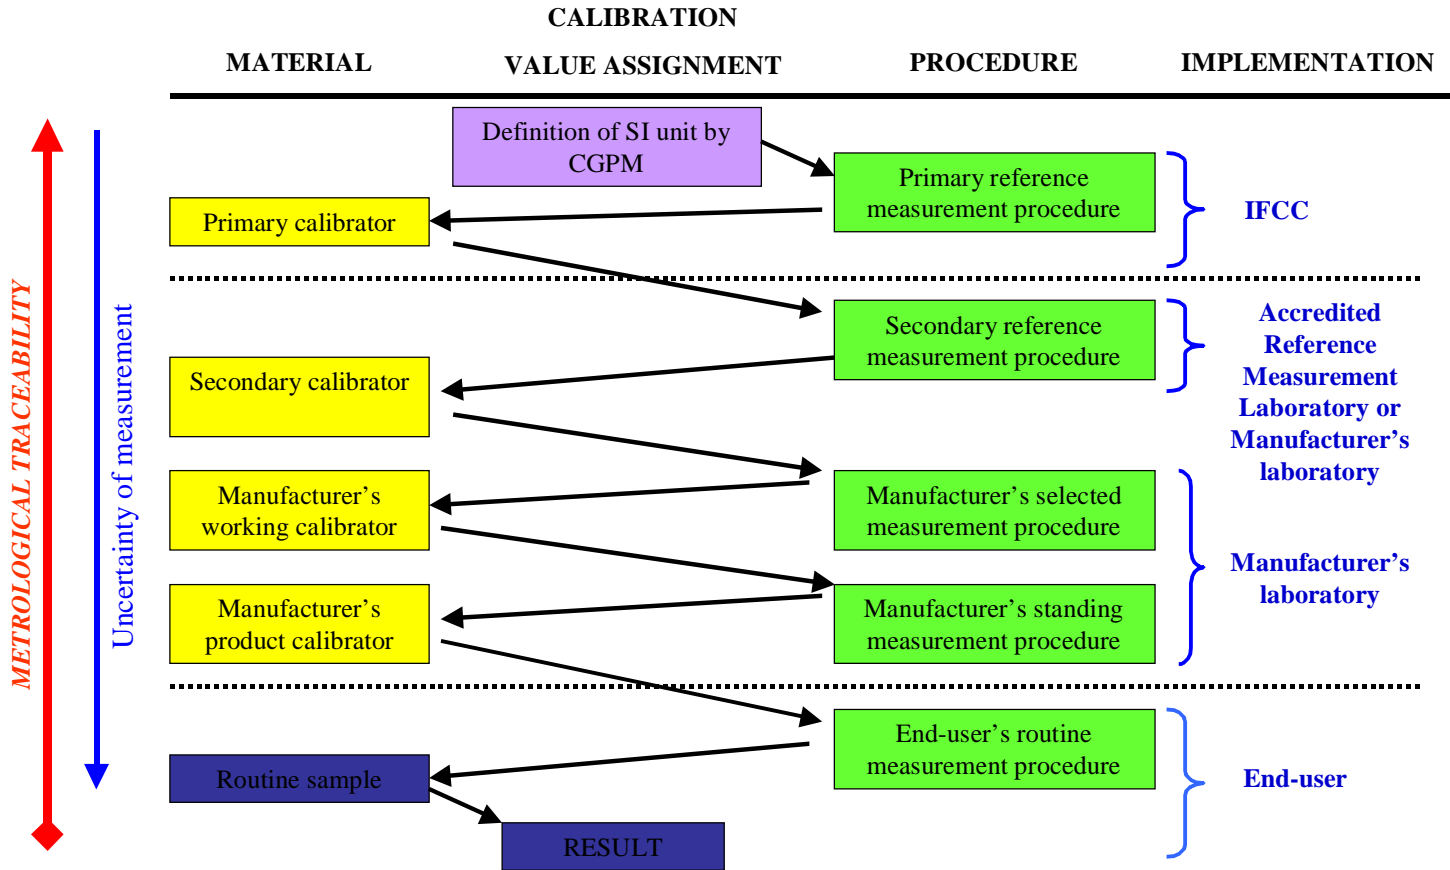 CALIBRATION
MATERIAL
VALUE ASSIGNMENT
PROCEDURE
IMPLEMENTATION
Definition of SI unit by
CGPM
Primary reference
measurement procedure
IFCC
Primary calibrator
Secondary reference
measurement procedure
Accredited
Reference
Measurement
Laboratory or
Manufacturer’s
laboratory
Secondary calibrator
Manufacturer’s
working calibrator
Manufacturer’s selected
measurement procedure
Manufacturer’s
laboratory
Manufacturer’s
product calibrator
Manufacturer’s standing
measurement procedure
End-user’s routine
measurement procedure
End-user
Routine sample
RESULT
METROLOGICAL TRACEABILITY
Uncertainty of measurement